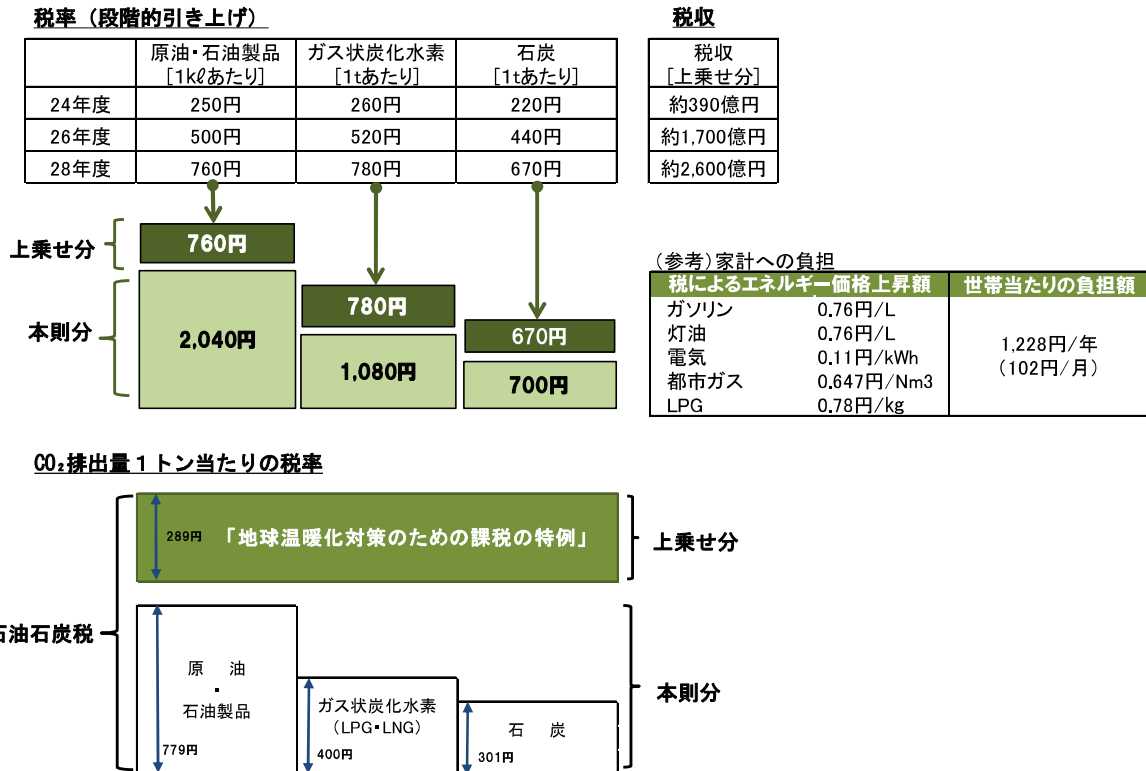 税率（段階的引き上げ）
税収
原油・石油製品 [1kℓあたり]
ガス状炭化水素 [1tあたり]
石炭 [1tあたり]
税収 [上乗せ分]
24年度 250円 260円 220円 約390億円
26年度 500円 520円 440円 約1,700億円
28年度 760円 780円 670円 約2,600億円
上乗せ分
760円
780円
670円
本則分
2,040円
1,080円
700円
（参考）家計への負担
税によるエネルギー価格上昇額 世帯当たりの負担額
ガソリン 0.76円/L
灯油 0.76円/L
電気 0.11円/kWh
都市ガス 0.647円/Nm3
LPG 0.78円/kg
1,228円/年
（102円/月）
CO₂排出量１トン当たりの税率
289円 「地球温暖化対策のための課税の特例」
上乗せ分
石油石炭税
原 油
・
石油製品
779円
ガス状炭化水素
（LPG・LNG）
400円
石 炭
301円
本則分